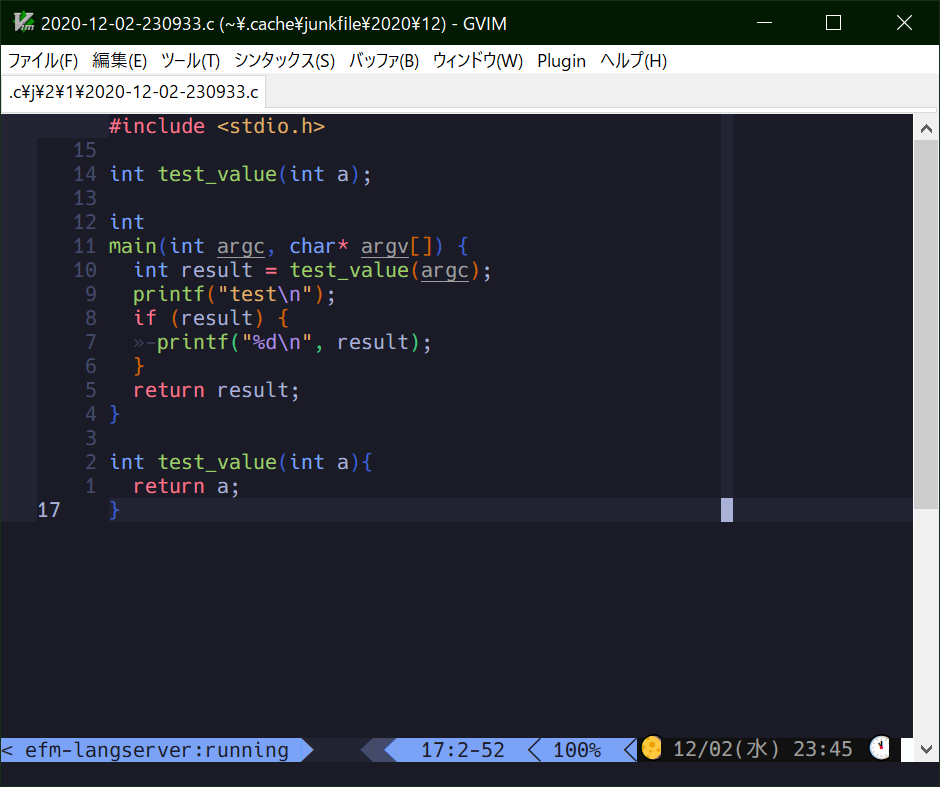 2020-12-02-230933.c (~¥.cache¥junkfile¥2020¥12) - GVIM
ファイル(F) 編集(E) ツール(T) シンタックス(S) バッファ(B) ウィンドウ(W) Plugin ヘルプ(H)
.c¥j¥2¥1¥2020-12-02-230933.c
#include <stdio.h>
15
14 int test_value(int a);
13
12 int
11 main(int argc, char* argv[]) {
10 int result = test_value(argc);
9 printf("test\n");
8 if (result) {
7 »-printf("%d\n", result);
6 }
5 return result;
4 }
3
2 int test_value(int a){
1 return a;
17 }
< efm-langserver:running 17:2-52 100% 12/02(水) 23:45